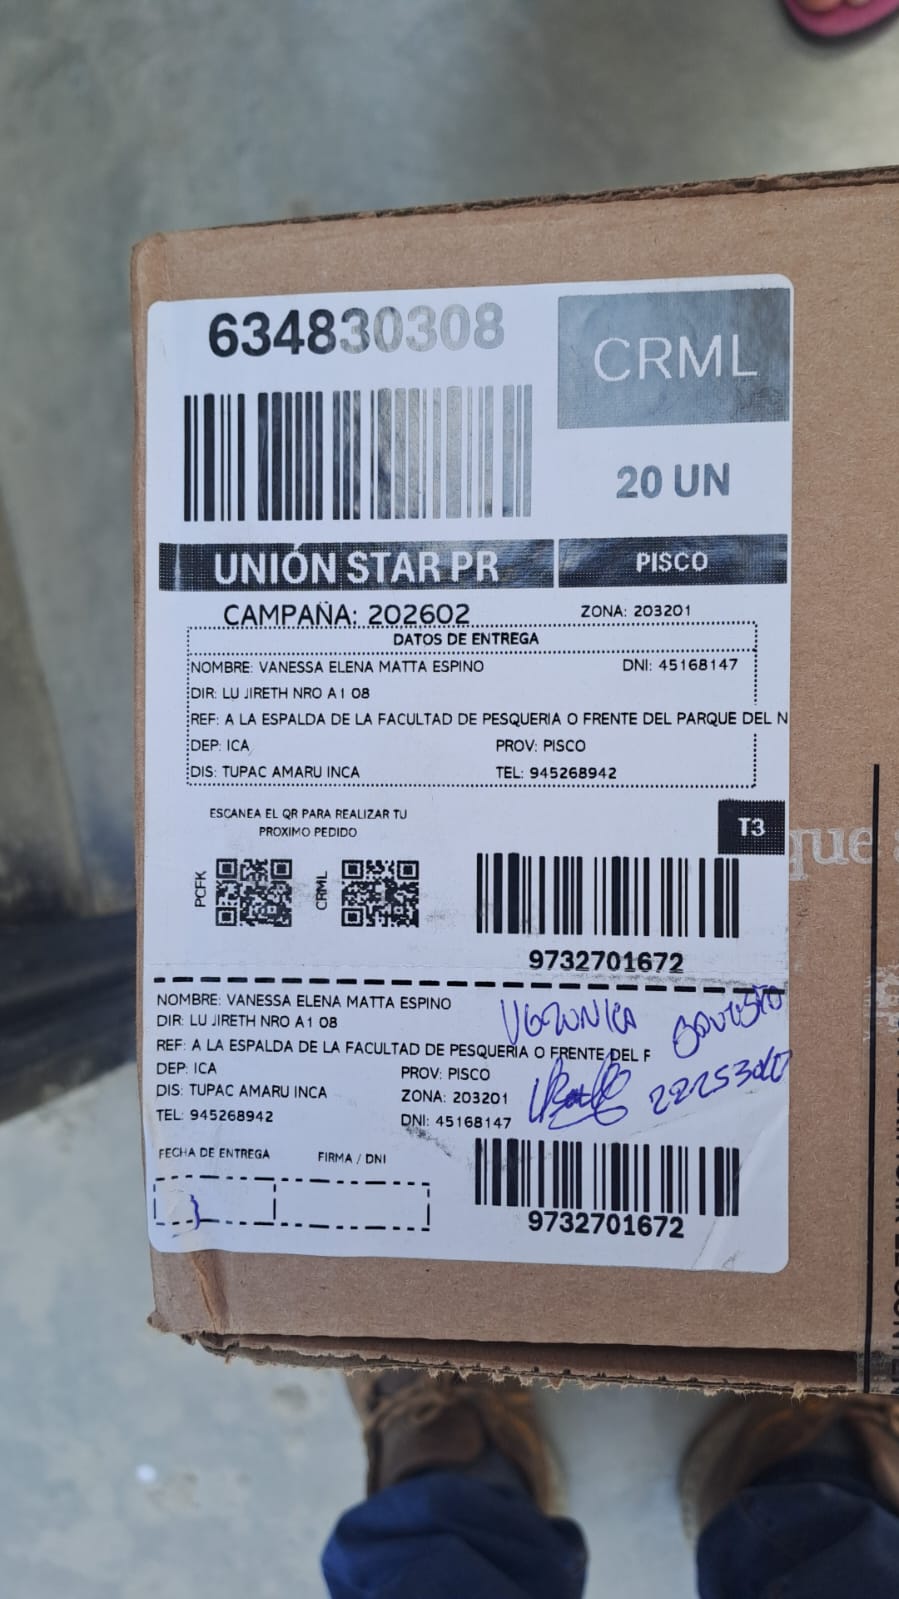 634830308
CRML
20 UN
UNIÓN STAR PR
PISCO
CAMPAÑA: 202602
ZONA: 203201
DATOS DE ENTREGA
NOMBRE: VANESSA ELENA MATTA ESPINO DNI: 45168147
DIR: LU JIRETH NRO A1 08
REF: A LA ESPALDA DE LA FACULTAD DE PESQUERIA O FRENTE DEL PARQUE DEL N
DEP: ICA PROV: PISCO
DIS: TUPAC AMARU INCA TEL: 945268942
ESCANEA EL QR PARA REALIZAR TU
PROXIMO PEDIDO
T3
que
PCFK
CRML
9732701672
NOMBRE: VANESSA ELENA MATTA ESPINO
DIR: LU JIRETH NRO A1 08
REF: A LA ESPALDA DE LA FACULTAD DE PESQUERIA O FRENTE DEL F
DEP: ICA PROV: PISCO
DIS: TUPAC AMARU INCA ZONA: 203201
TEL: 945268942 DNI: 45168147
FECHA DE ENTREGA FIRMA / DNI
9732701672